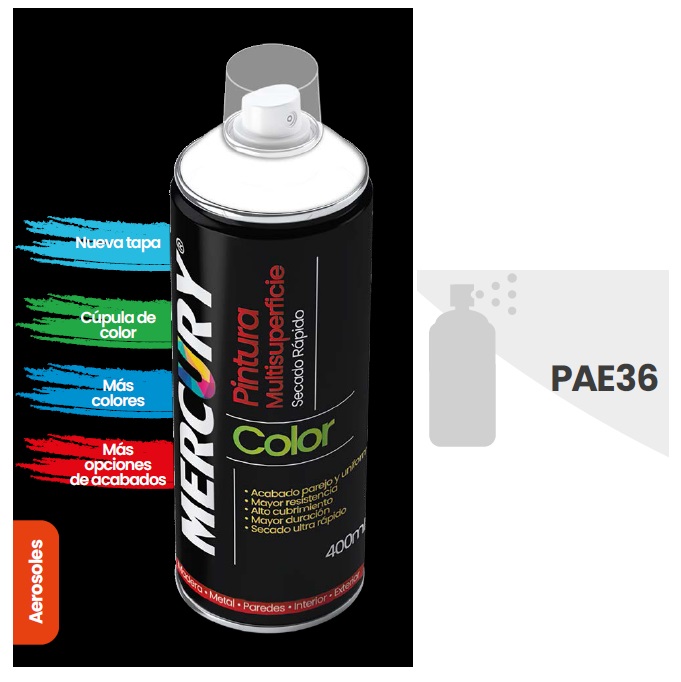 Nueva tapa
Cúpula de
color
Más
colores
Más
opciones
de acabados
Aerosoles
MERCURY®
Pintura
Multisuperficie
Secado Rápido
Color
• Acabado parejo y uniform
• Mayor resistencia
• Alto cubrimiento
• Mayor duración
• Secado ultra rápido
400ml
Madera • Metal • Paredes • Interior • Exterior
PAE36